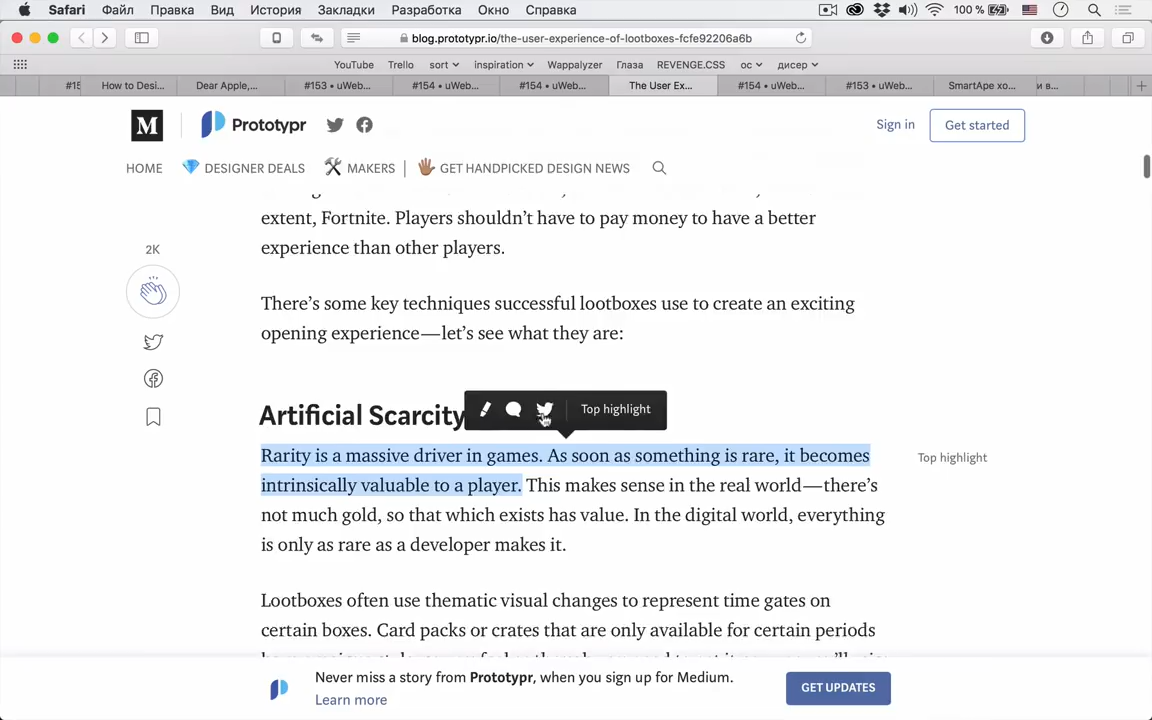 Safari Файл Правка Вид История Закладки Разработка Окно Справка 100 %
blog.prototypr.io/the-user-experience-of-lootboxes-fcfe92206a6b
YouTube Trello sort inspiration Wappalyzer Глаза REVENGE.CSS ос дисер
#15 How to Desi... Dear Apple,... #153 • uWeb... #154 • uWeb... #154 • uWeb... The User Ex... #154 • uWeb... #153 • uWeb... SmartApe хо... и в...
M Prototypr Sign in Get started
HOME DESIGNER DEALS MAKERS | GET HANDPICKED DESIGN NEWS
extent, Fortnite. Players shouldn’t have to pay money to have a better
experience than other players.
2K
There’s some key techniques successful lootboxes use to create an exciting
opening experience—let’s see what they are:
Artificial Scarcity
Top highlight
Rarity is a massive driver in games. As soon as something is rare, it becomes
Top highlight
intrinsically valuable to a player. This makes sense in the real world—there’s
not much gold, so that which exists has value. In the digital world, everything
is only as rare as a developer makes it.
Lootboxes often use thematic visual changes to represent time gates on
certain boxes. Card packs or crates that are only available for certain periods
Never miss a story from Prototypr, when you sign up for Medium.
Learn more
GET UPDATES